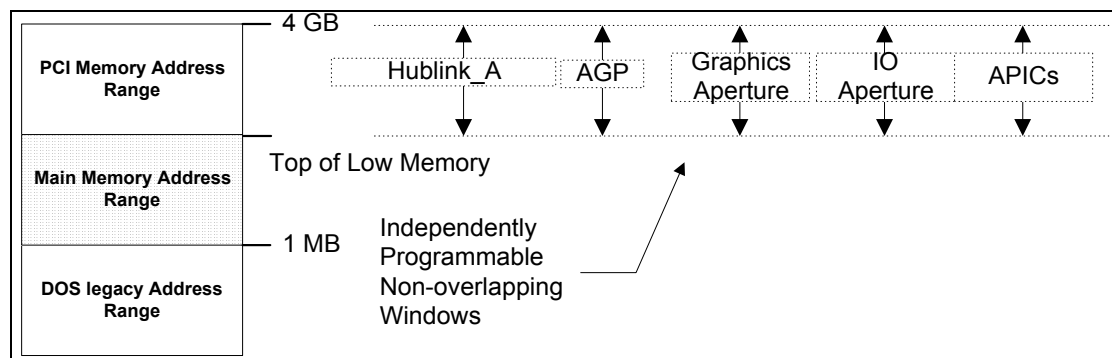 4 GB
PCI Memory Address
Range
Hublink_A
AGP
Graphics
Aperture
IO
Aperture
APICs
Top of Low Memory
Main Memory Address
Range
1 MB
Independently
Programmable
Non-overlapping
Windows
DOS legacy Address
Range